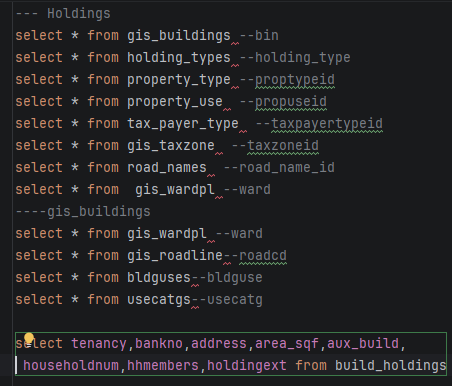 --- Holdings
select * from gis_buildings --bin
select * from holding_types --holding_type
select * from property_type --proptypeid
select * from property_use  --propuseid
select * from tax_payer_type  --taxpayertypeid
select * from gis_taxzone  --taxzoneid
select * from road_names  --road_name_id
select * from  gis_wardpl --ward
----gis_buildings
select * from gis_wardpl --ward
select * from gis_roadline--roadcd
select * from bldguses--bldguse
select * from usecatgs--usecatg
select tenancy,bankno,address,area_sqf,aux_build,
householdnum,hhmembers,holdingext from build_holdings